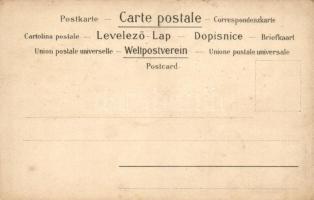 Postkarte — Carte postale — Correspondenzkarte
Cartolina postale — Levelező-Lap — Dopisnice — Briefkaart
Union postale universelle — Weltpostverein — Unione postale universale
Postcard